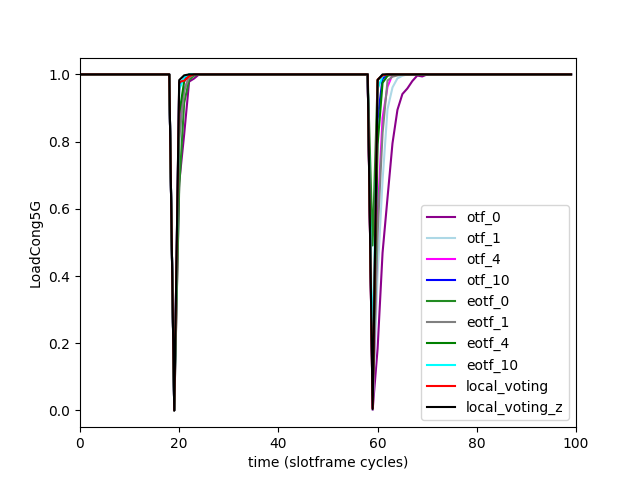 1.0
0.8
0.6
0.4
0.2
0.0
LoadCong5G
0 20 40 60 80 100
time (slotframe cycles)
otf_0
otf_1
otf_4
otf_10
eotf_0
eotf_1
eotf_4
eotf_10
local_voting
local_voting_z